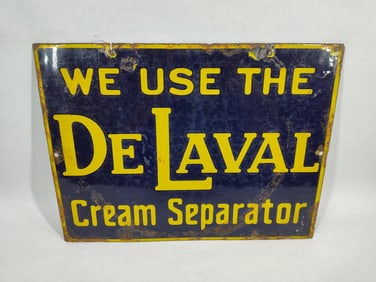 WE USE THE
DE LAVAL
Cream Separator